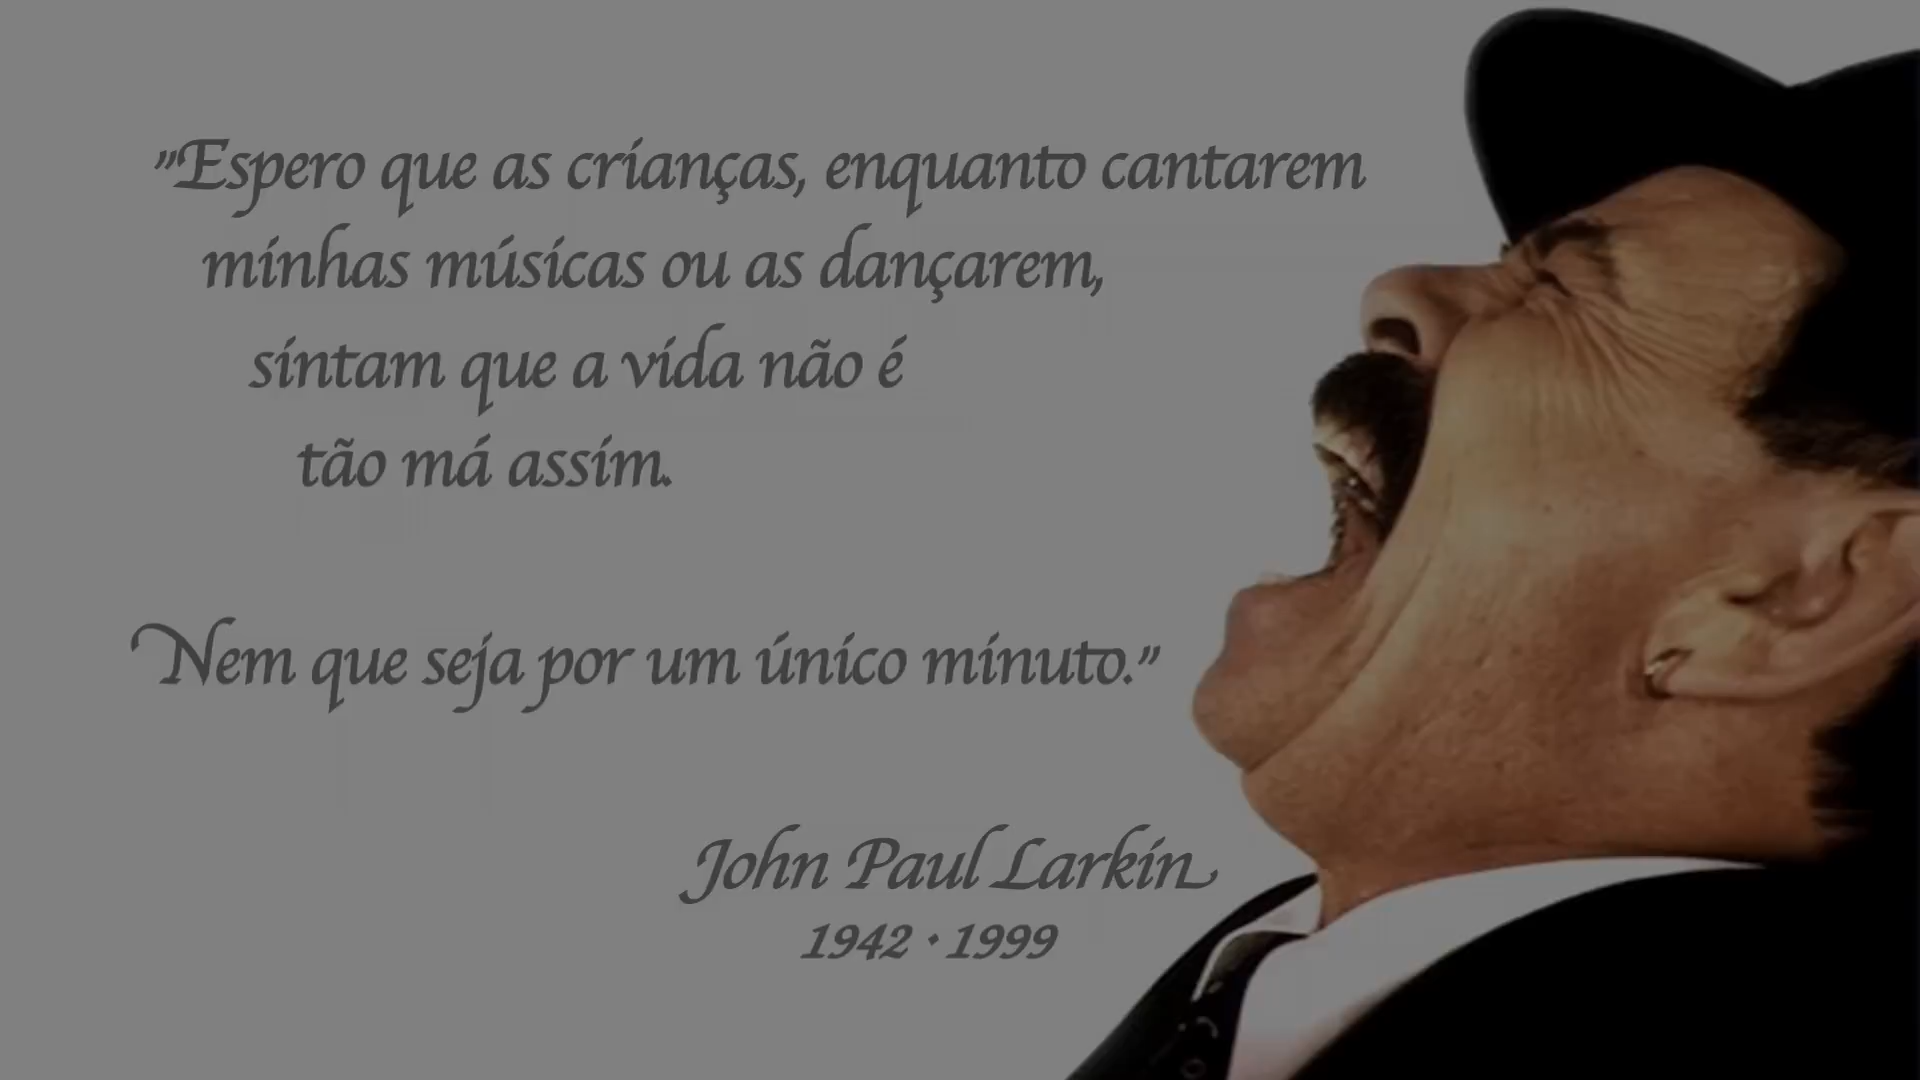 "Espero que as crianças, enquanto cantarem
minhas músicas ou as dançarem,
sintam que a vida não é
tão má assim.
Nem que seja por um único minuto."
John Paul Larkin
1942 • 1999